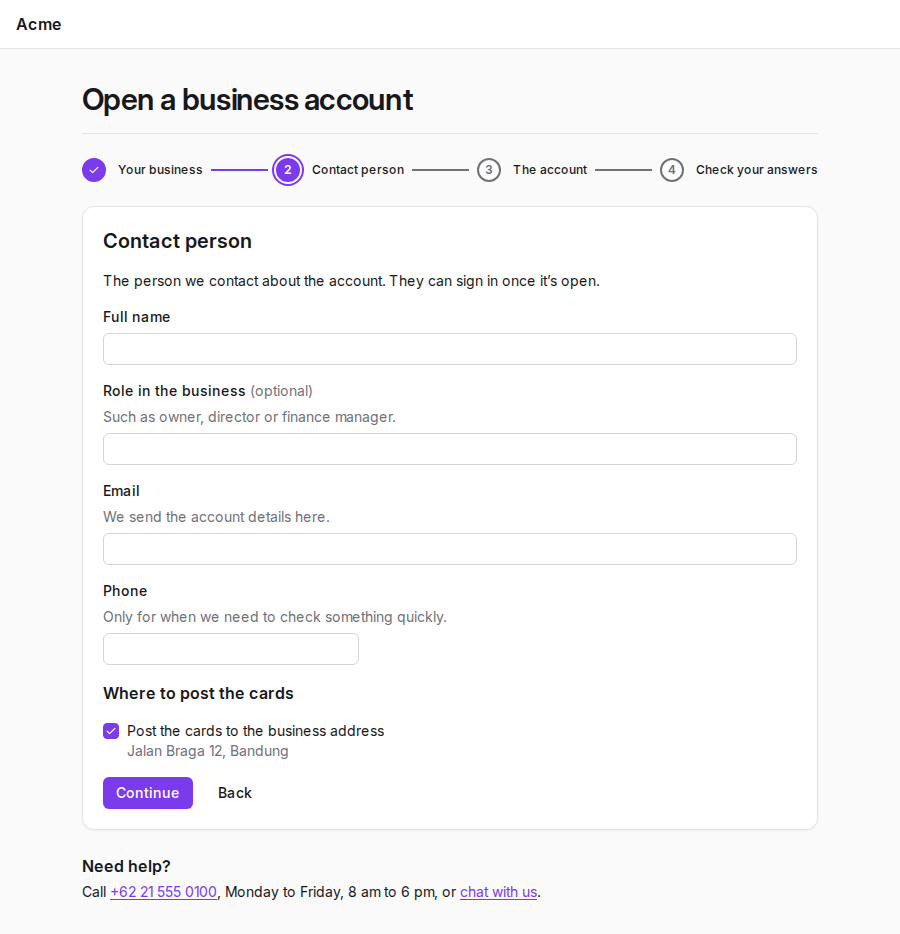 Acme
Open a business account
Your business
2 Contact person
3 The account
4 Check your answers
Contact person
The person we contact about the account. They can sign in once it’s open.
Full name
Role in the business (optional)
Such as owner, director or finance manager.
Email
We send the account details here.
Phone
Only for when we need to check something quickly.
Where to post the cards
Post the cards to the business address
Jalan Braga 12, Bandung
Continue
Back
Need help?
Call +62 21 555 0100, Monday to Friday, 8 am to 6 pm, or chat with us.